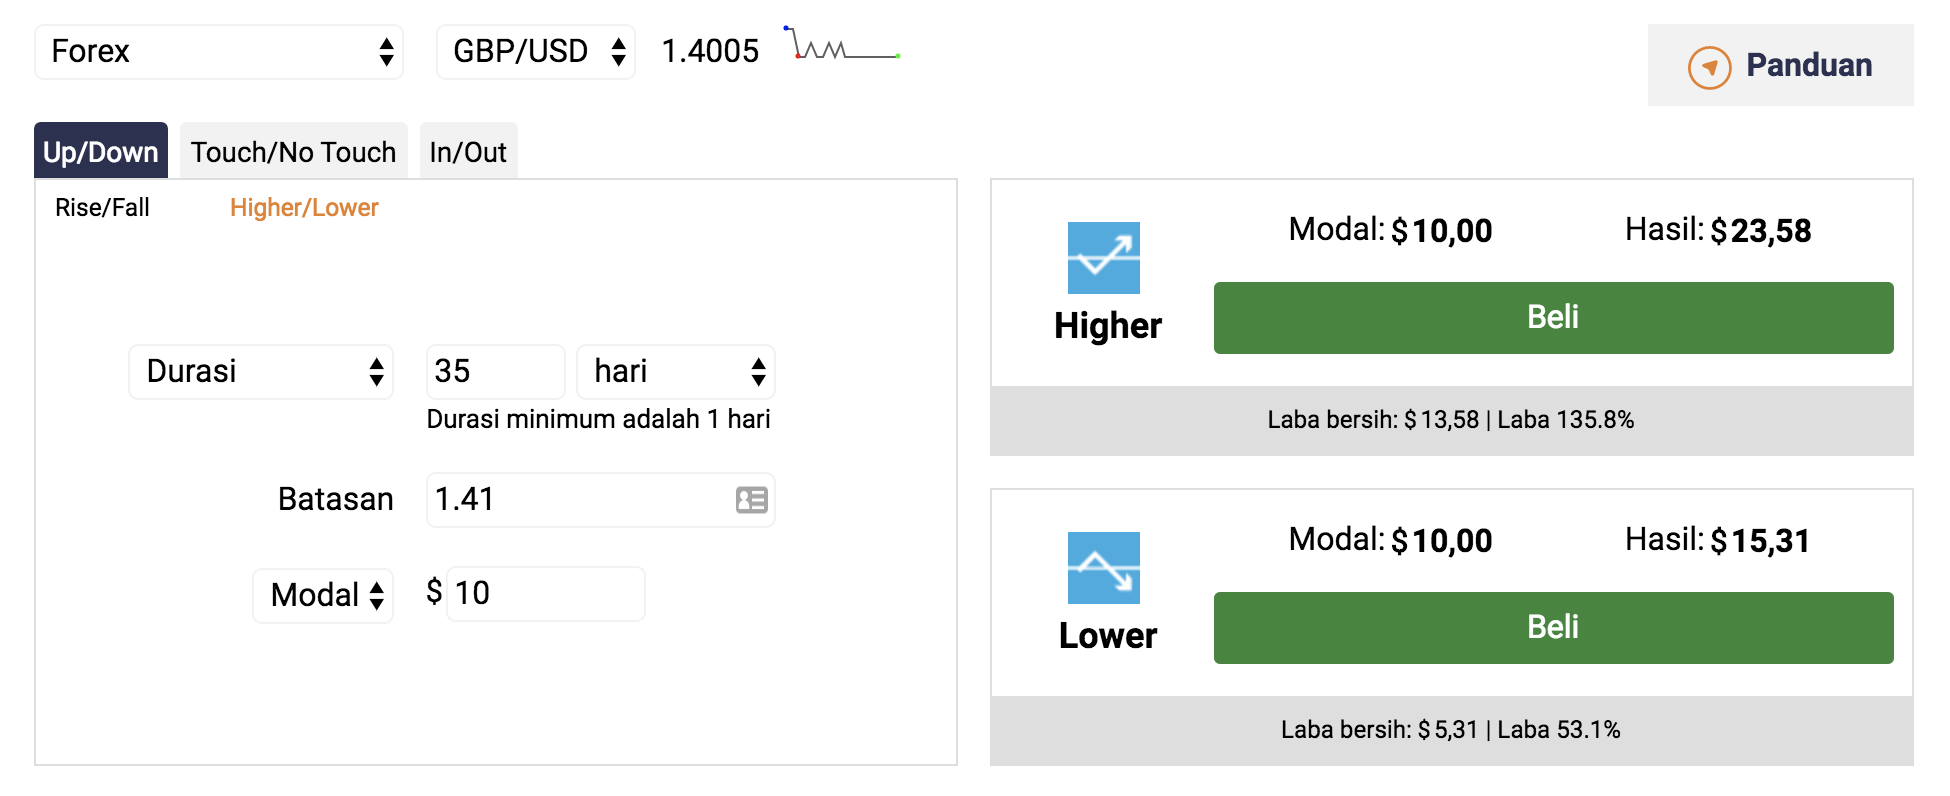 Forex
GBP/USD
1.4005
Panduan
Up/Down
Touch/No Touch
In/Out
Rise/Fall
Higher/Lower
Durasi
35
hari
Durasi minimum adalah 1 hari
Batasan
1.41
Modal
$ 10
Modal: $ 10,00
Hasil: $ 23,58
Higher
Beli
Laba bersih: $ 13,58 | Laba 135.8%
Modal: $ 10,00
Hasil: $ 15,31
Lower
Beli
Laba bersih: $ 5,31 | Laba 53.1%